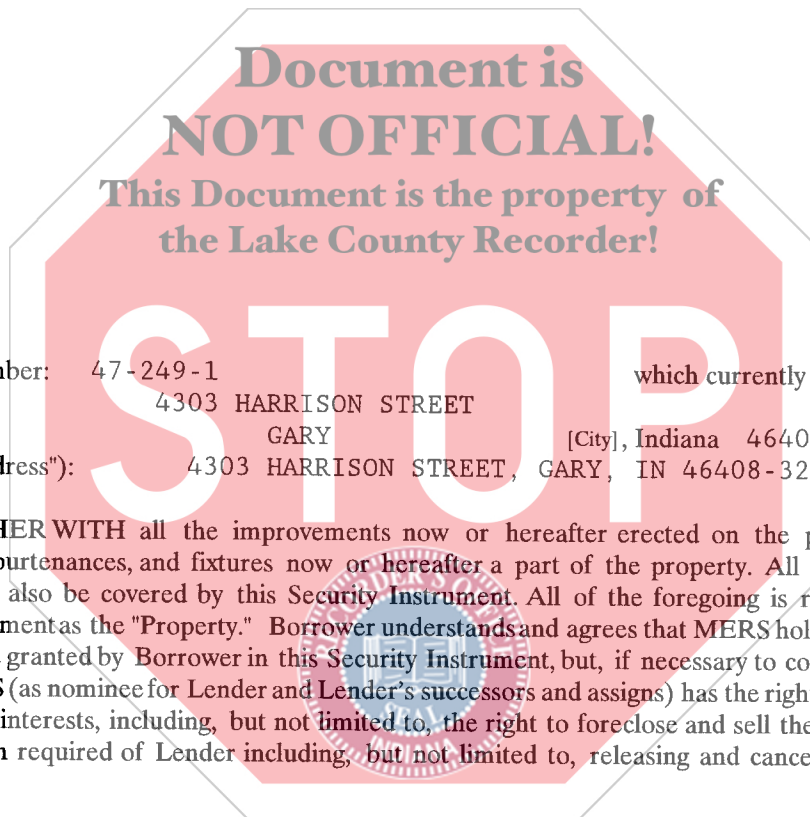 Document is
NOT OFFICIAL!
This Document is the property of
the Lake County Recorder!
STOP
nber: 47-249-1 which currently
4303 HARRISON STREET
GARY [City], Indiana 4640
dress"): 4303 HARRISON STREET, GARY, IN 46408-32
HER WITH all the improvements now or hereafter erected on the p
purtenances, and fixtures now or hereafter a part of the property. All
also be covered by this Security Instrument. All of the foregoing is r
ment as the "Property." Borrower understands and agrees that MERS hol
granted by Borrower in this Security Instrument, but, if necessary to co
S (as nominee for Lender and Lender's successors and assigns) has the righ
interests, including, but not limited to, the right to foreclose and sell the
n required of Lender including, but not limited to, releasing and cance
RECORDER'S OFFICE
SEAL
INDIANA